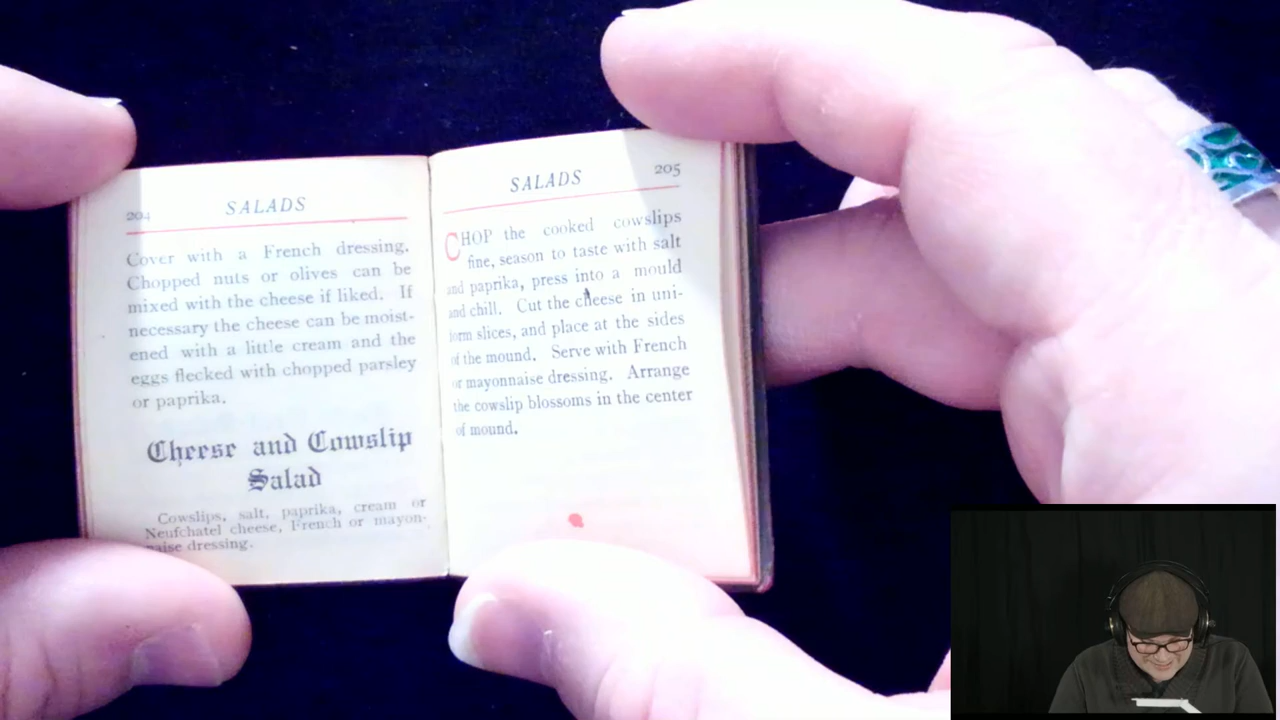 204
SALADS
Cover with a French dressing.
Chopped nuts or olives can be
mixed with the cheese if liked. If
necessary the cheese can be moist-
ened with a little cream and the
eggs flecked with chopped parsley
or paprika.
Cheese and Cowslip
Salad
Cowslips, salt, paprika, cream or
Neufchatel cheese, French or mayon-
naise dressing.
SALADS
205
CHOP the cooked cowslips
fine, season to taste with salt
and paprika, press into a mould
and chill. Cut the cheese in uni-
form slices, and place at the sides
of the mound. Serve with French
or mayonnaise dressing. Arrange
the cowslip blossoms in the center
of mound.